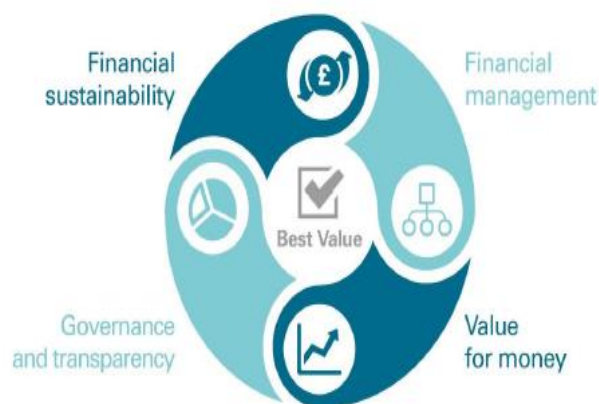 Financial
sustainability
Financial
management
£
Best Value
Governance
and transparency
Value
for money